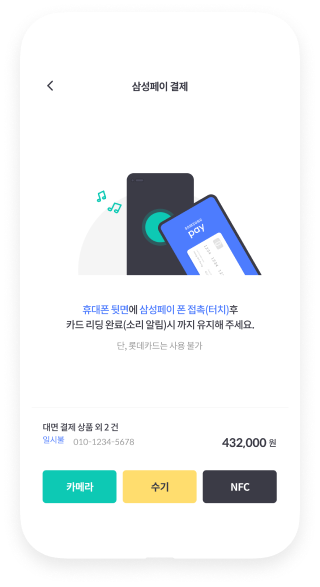 삼성페이 결제
SAMSUNG
pay
휴대폰 뒷면에 삼성페이 폰 접촉(터치)후
카드 리딩 완료(소리 알림)시 까지 유지해 주세요.
단, 롯데카드는 사용 불가
대면 결제 상품 외 2 건
일시불 010-1234-5678
432,000 원
카메라 수기 NFC